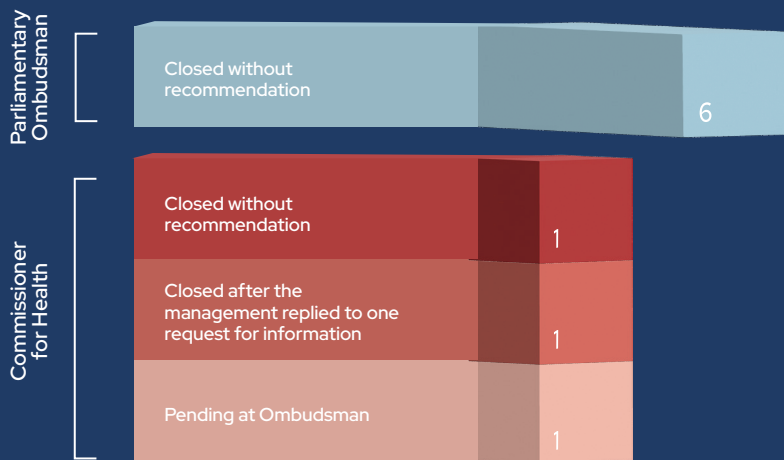 Parliamentary
Ombudsman
Closed without
recommendation
6
Commissioner
for Health
Closed without
recommendation
1
Closed after the
management replied to one
request for information
1
Pending at Ombudsman
1